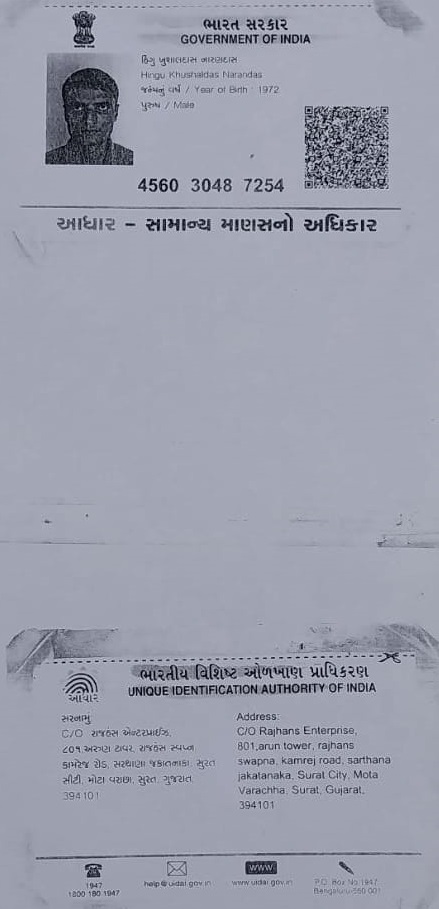 ભારત સરકાર
GOVERNMENT OF INDIA
હિંગુ ખુશાલદાસ નારણદાસ
Hingu Khushaldas Narandas
જન્મનું વર્ષ / Year of Birth : 1972
પુરુષ / Male
4560 3048 7254
આધાર – સામાન્ય માણસનો અધિકાર
ભારતીય વિશિષ્ટ ઓળખાણ પ્રાધિકરણ
UNIQUE IDENTIFICATION AUTHORITY OF INDIA
આધાર
સરનામુ
C/O રાજહંસ એન્ટરપ્રાઈઝ,
૮૦૧,અરુણ ટાવર, રાજહંસ સ્વપ્ન
કામરેજ રોડ, સરથાણા જકાતનાકા, સુરત
સીટી, મોટા વરાછા, સુરત, ગુજરાત,
394101
Address:
C/O Rajhans Enterprise,
801,arun tower, rajhans
swapna, kamrej road, sarthana
jakatanaka, Surat City, Mota
Varachha, Surat, Gujarat,
394101
1947
1800 180 1947
help@uidai.gov.in
www
www.uidai.gov.in
P.O. Box No.1947,
Bengaluru-560 001